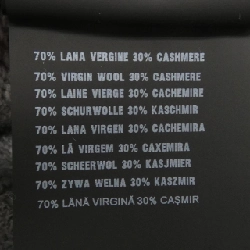 70% LANA VERGINE 30% CASHMERE
70% VIRGIN WOOL 30% CASHMERE
70% LAINE VIERGE 30% CACHEMIRE
70% SCHURWOLLE 30% KA3CHMIR
70% LANA VIRGEN 30% CACHEMIRA
70% LÃ VIRGEM 30% CAXEMIRA
70% SCHEERWOL 30% KASJMIER
70% ZYWA WELNA 30% KASZMIR
70% LÂNĂ VIRGINĂ 30% CAȘMIR